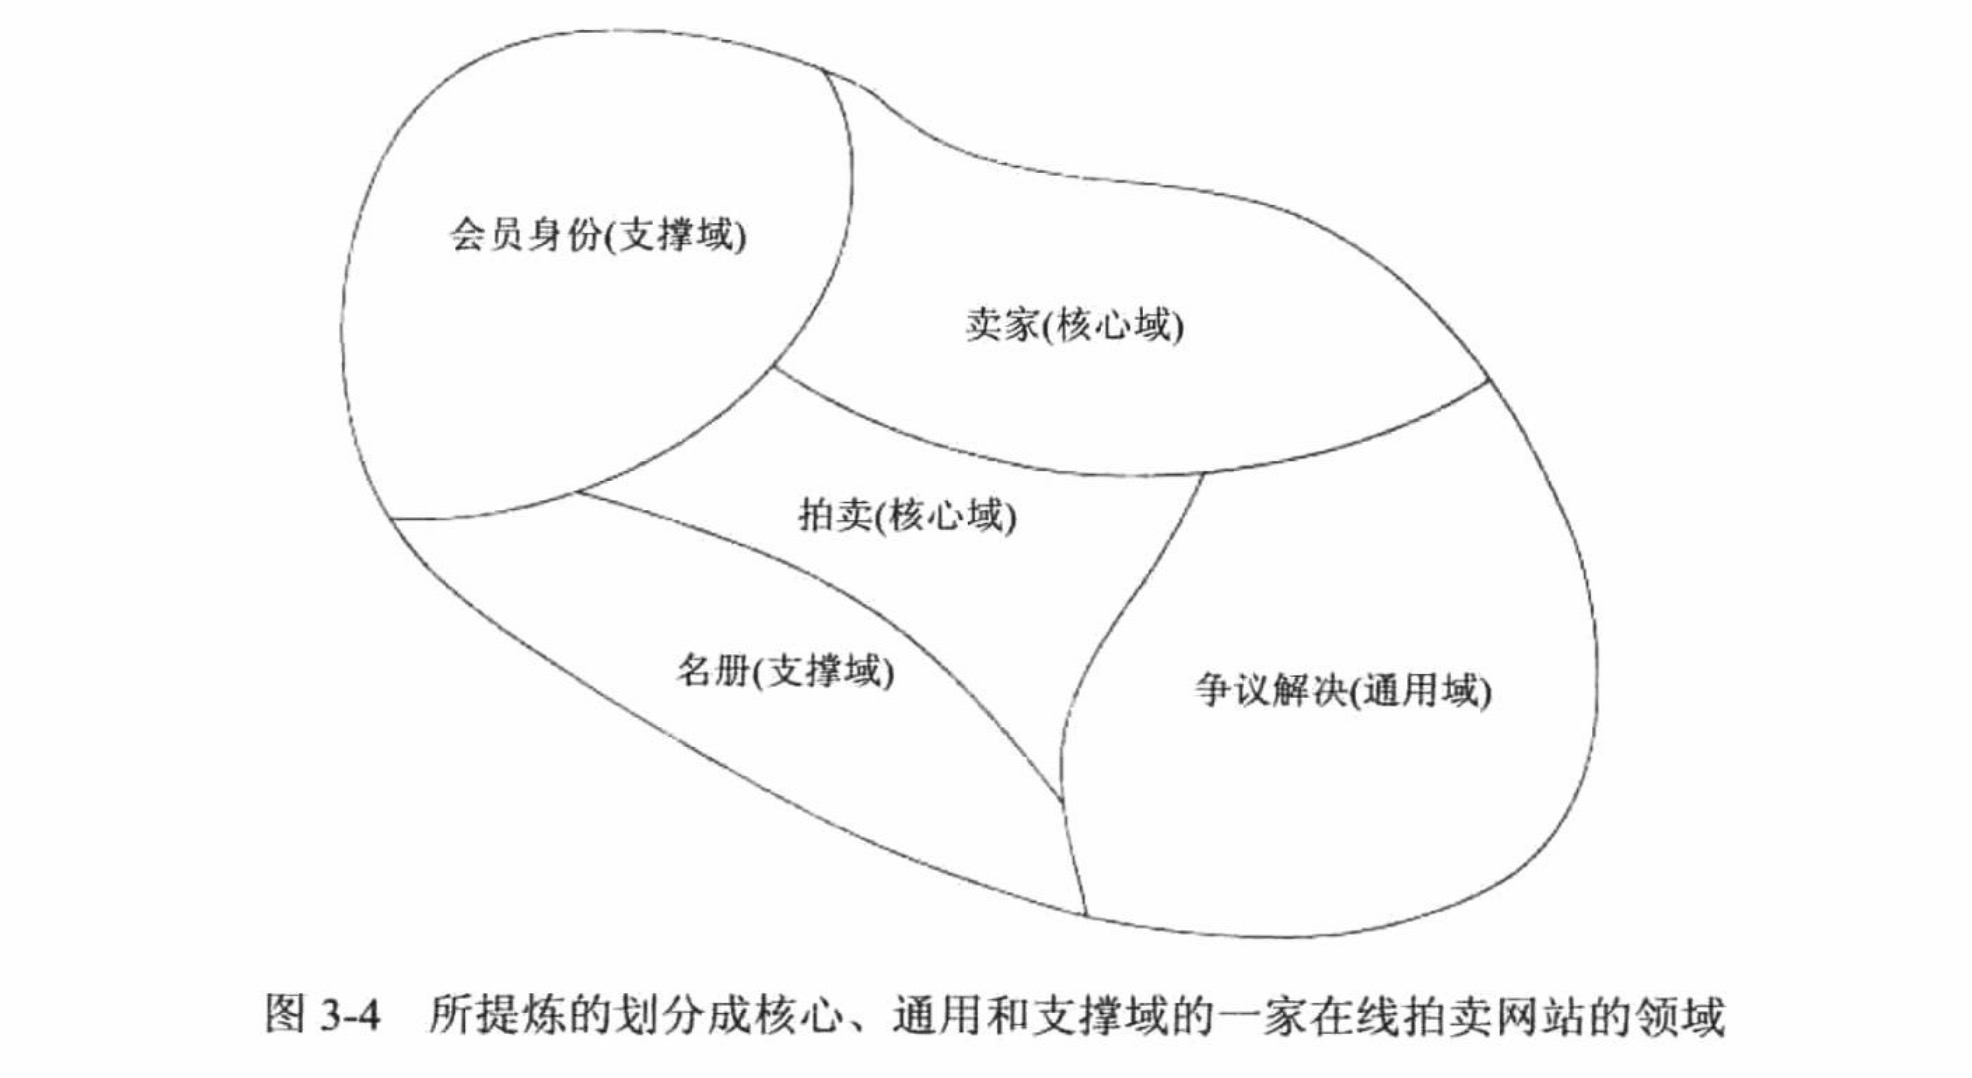 会员身份(支撑域)
卖家(核心域)
拍卖(核心域)
名册(支撑域)
争议解决(通用域)
图 3-4 所提炼的划分成核心、通用和支撑域的一家在线拍卖网站的领域